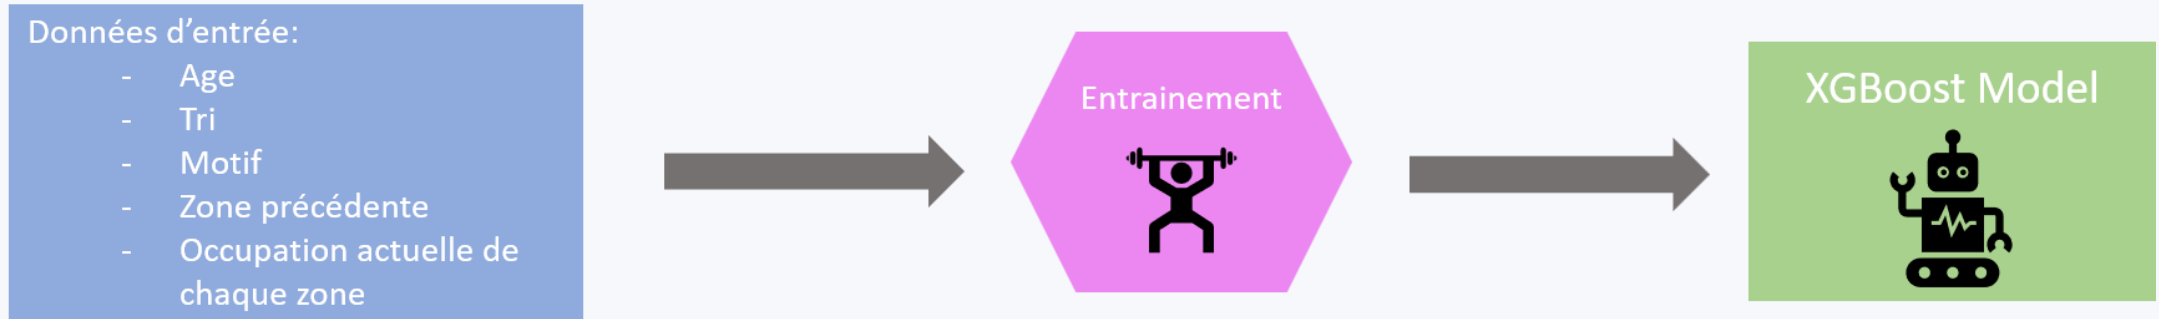 Données d’entrée:
- Age
- Tri
- Motif
- Zone précédente
- Occupation actuelle de
chaque zone
Entrainement
XGBoost Model